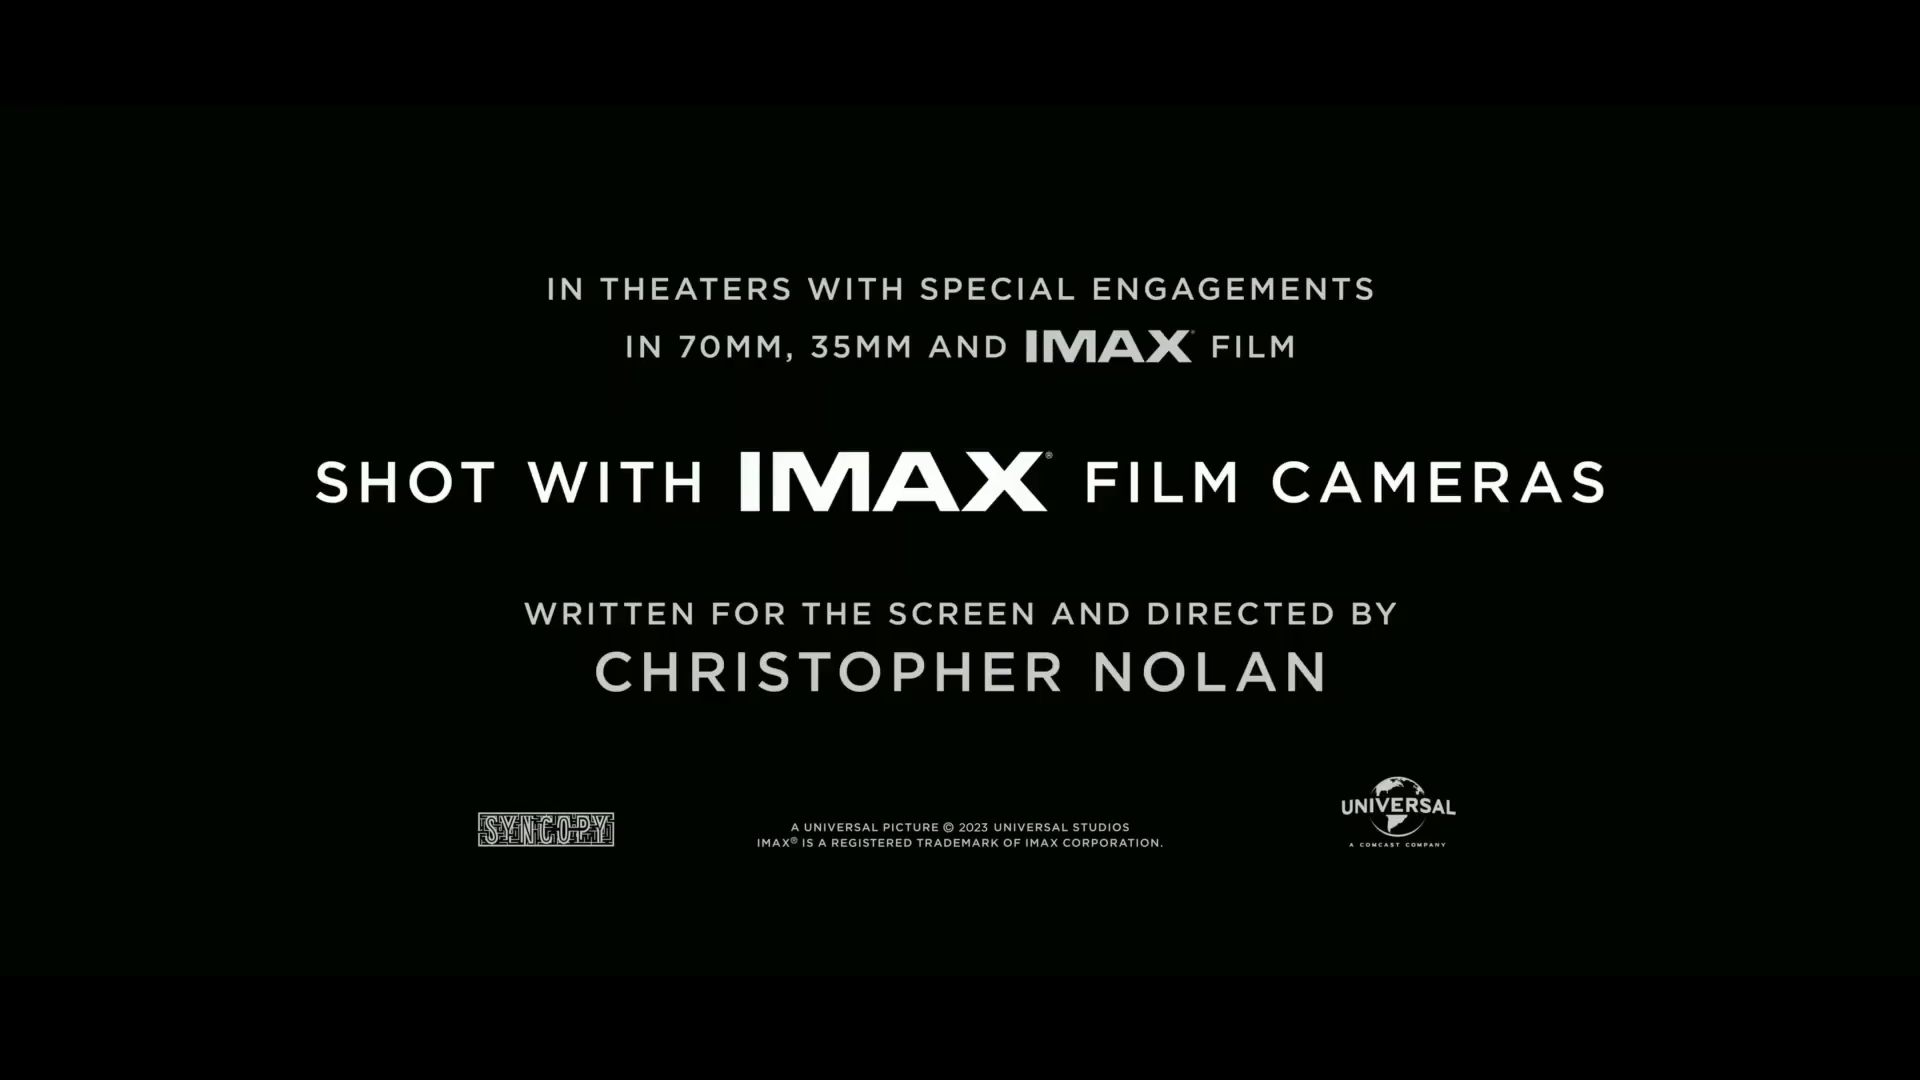 IN THEATERS WITH SPECIAL ENGAGEMENTS
IN 70MM, 35MM AND IMAX® FILM
SHOT WITH IMAX® FILM CAMERAS
WRITTEN FOR THE SCREEN AND DIRECTED BY
CHRISTOPHER NOLAN
SYNCOPY
A UNIVERSAL PICTURE © 2023 UNIVERSAL STUDIOS
IMAX® IS A REGISTERED TRADEMARK OF IMAX CORPORATION.
UNIVERSAL
A COMCAST COMPANY